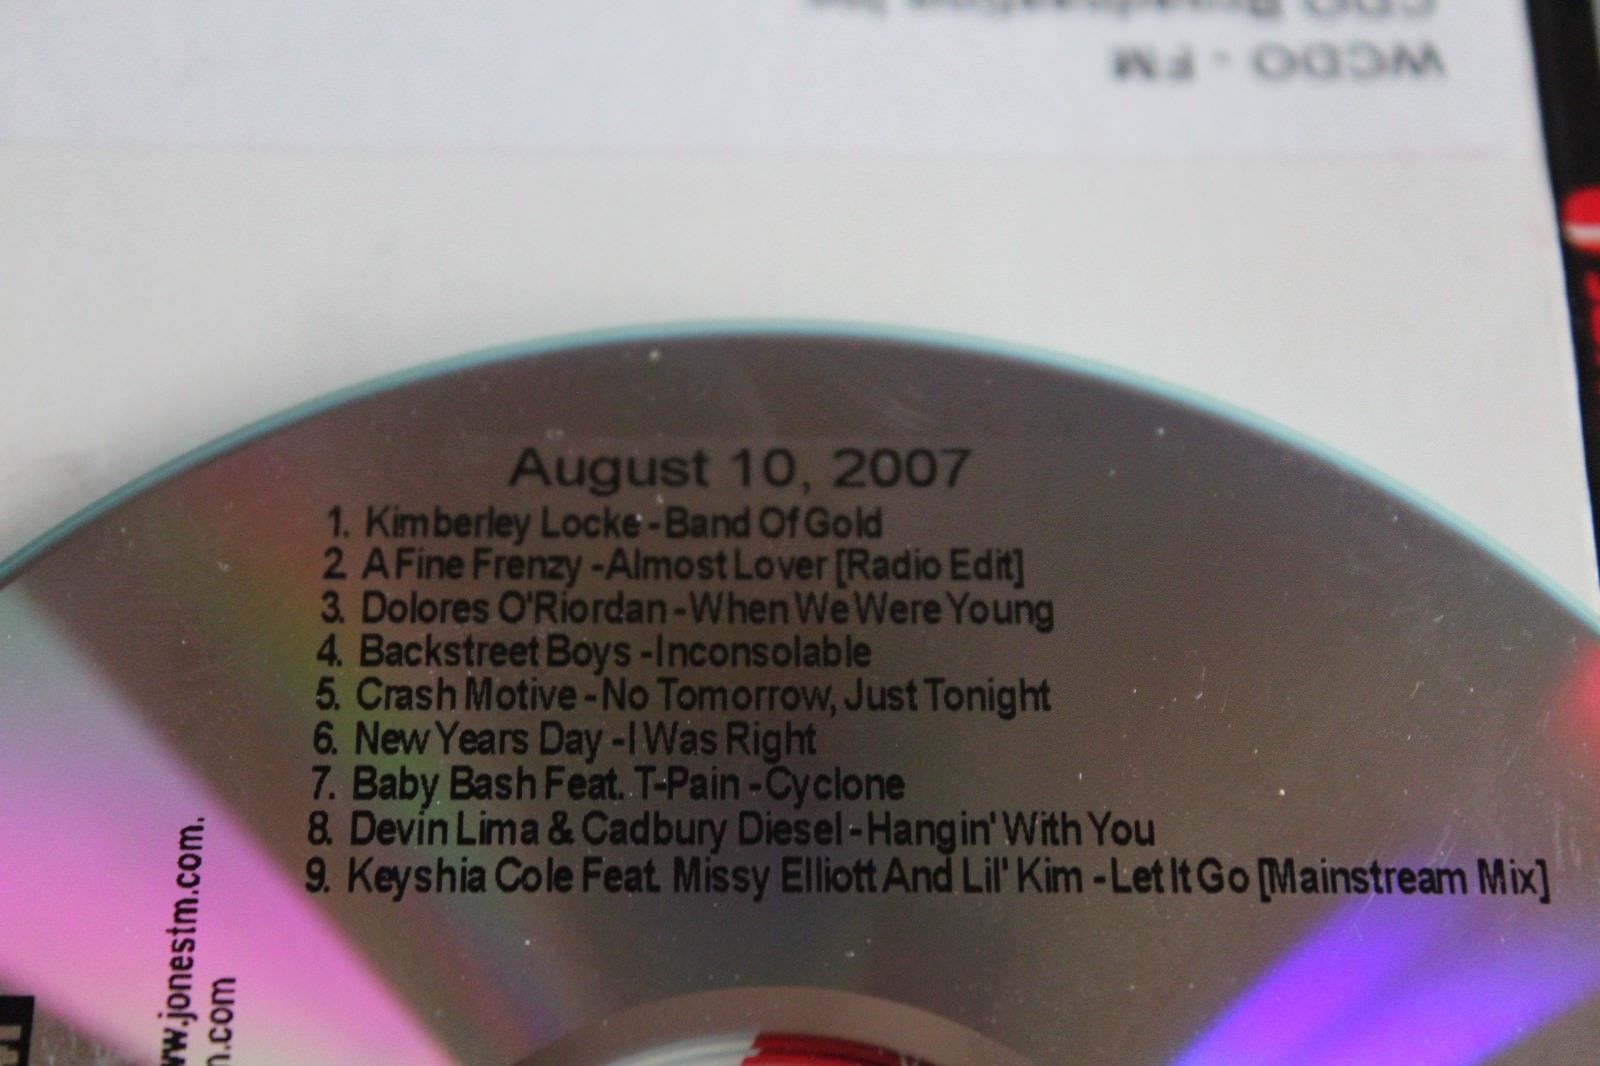 CDO Broadcasting Inc
WCDO - FM
August 10, 2007
1. Kimberley Locke - Band Of Gold
2 A Fine Frenzy - Almost Lover [Radio Edit]
3. Dolores O'Riordan - When We Were Young
4. Backstreet Boys - Inconsolable
5. Crash Motive - No Tomorrow, Just Tonight
6. New Years Day - I Was Right
7. Baby Bash Feat. T-Pain - Cyclone
8. Devin Lima & Cadbury Diesel - Hangin' With You
9. Keyshia Cole Feat. Missy Elliott And Lil' Kim - Let It Go [Mainstream Mix]
ww.jonestm.com.
m.com